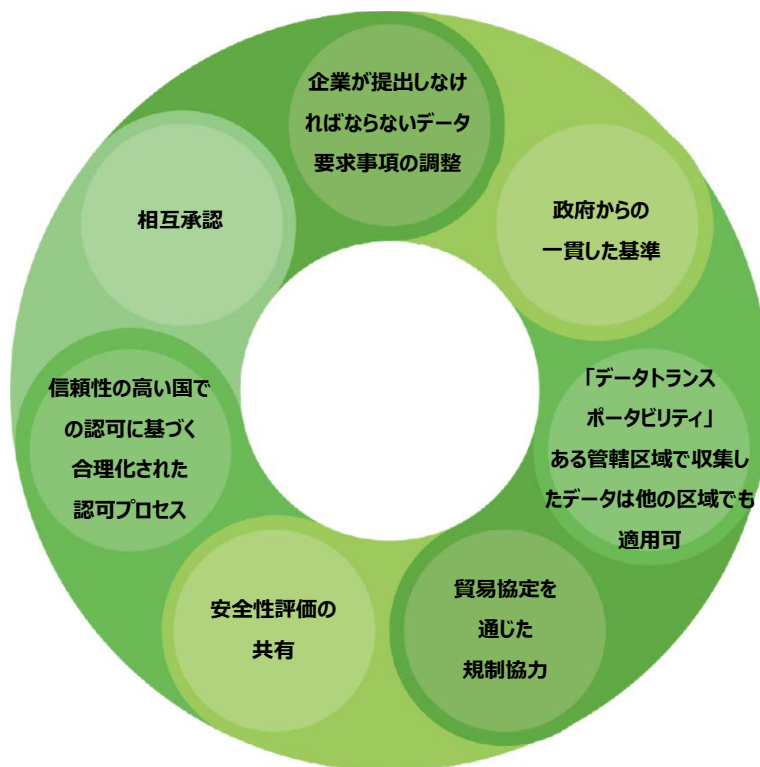 企業が提出しなけ
ればならないデータ
要求事項の調整
政府からの
一貫した基準
「データトランス
ポータビリティ」
ある管轄区域で収集し
たデータは他の区域でも
適用可
貿易協定を
通じた
規制協力
安全性評価の
共有
信頼性の高い国で
の認可に基づく
合理化された
認可プロセス
相互承認